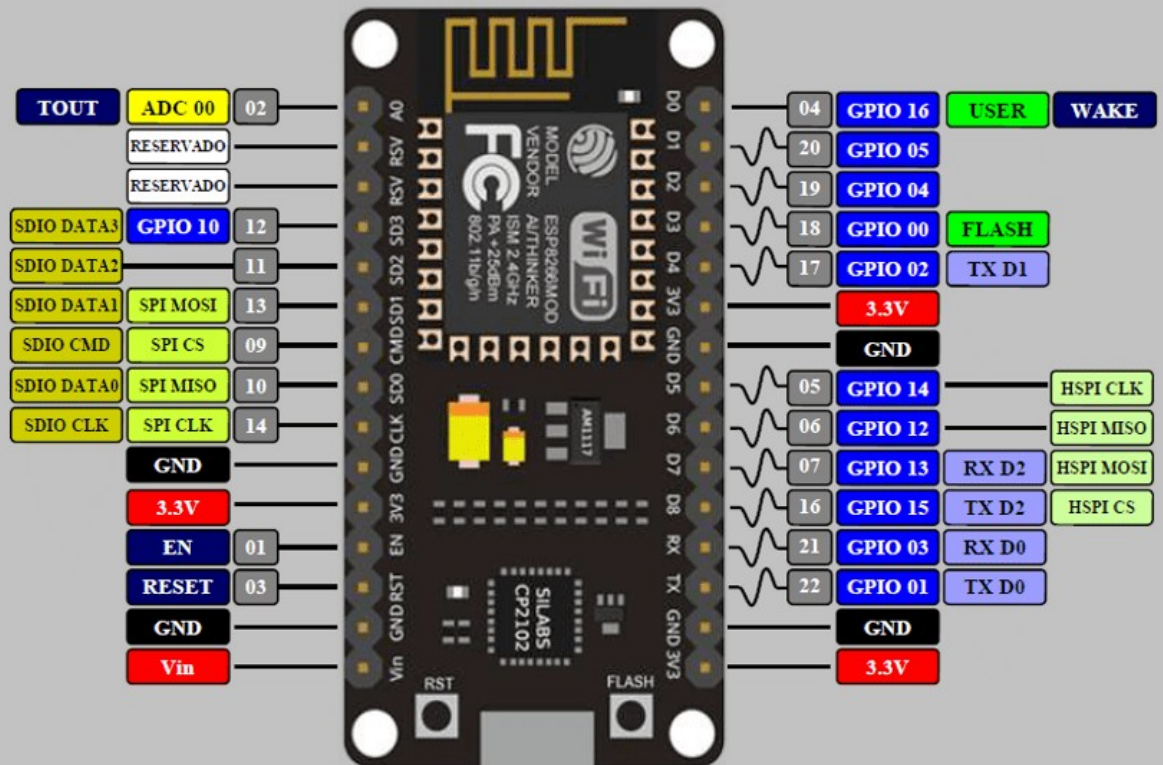 TOUT ADC 00 02 A0
RESERVADO RSV
RESERVADO RSV
SDIO DATA3 GPIO 10 12 SD3
SDIO DATA2 11 SD2
SDIO DATA1 SPI MOSI 13 SD1
SDIO CMD SPI CS 09 CMD
SDIO DATA0 SPI MISO 10 SD0
SDIO CLK SPI CLK 14 CLK
GND GND
3.3V 3V3
EN 01 EN
RESET 03 RST
GND GND
Vin Vin
MODEL ESP8266MOD
VENDOR AI/THINKER
ISM 2.4GHz
PA +25dBm
802.11b/g/n
FC
WiFi
AM1117
SILABS
CP2102
RST
FLASH
D0 04 GPIO 16 USER WAKE
D1 20 GPIO 05
D2 19 GPIO 04
D3 18 GPIO 00 FLASH
D4 17 GPIO 02 TX D1
3V3 3.3V
GND GND
D5 05 GPIO 14 HSPI CLK
D6 06 GPIO 12 HSPI MISO
D7 07 GPIO 13 RX D2 HSPI MOSI
D8 16 GPIO 15 TX D2 HSPI CS
RX 21 GPIO 03 RX D0
TX 22 GPIO 01 TX D0
GND GND
3V3 3.3V